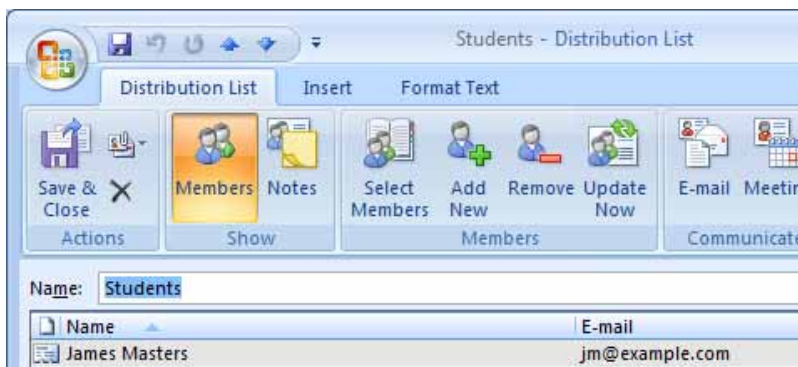 Students - Distribution List
Distribution List Insert Format Text
Save & Close
Members
Notes
Select Members
Add New
Remove
Update Now
E-mail
Actions
Show
Members
Name: Students
Name E-mail
James Masters jm@example.com